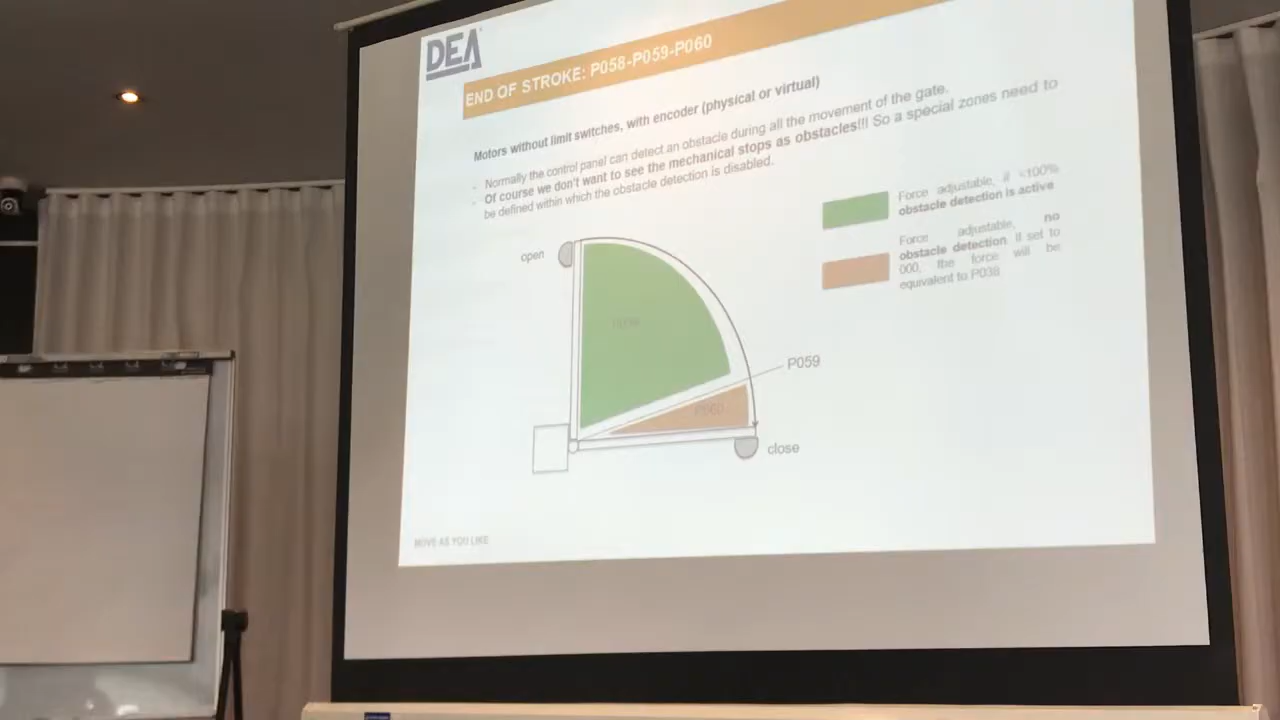 DEA
END OF STROKE: P058-P059-P060
Motors without limit switches, with encoder (physical or virtual)
- Normally the control panel can detect an obstacle during all the movement of the gate.
- Of course we don't want to see the mechanical stops as obstacles!!! So a special zones need to
be defined within which the obstacle detection is disabled.
Force adjustable, if <100%
obstacle detection is active
Force adjustable, no
obstacle detection. If set to
000, the force will be
equivalent to P038
open
P059
P060
close
MOVE AS YOU LIKE